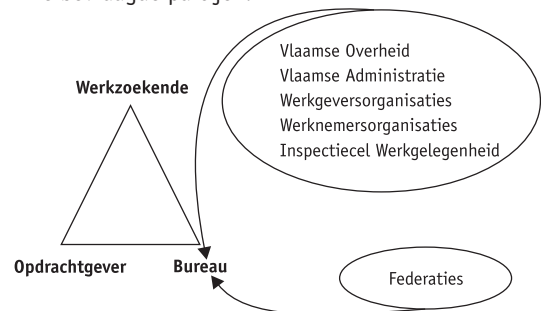 Vlaamse Overheid
Vlaamse Administratie
Werkgeversorganisaties
Werknemersorganisaties
Inspectiecel Werkgelegenheid
Werkzoekende
Opdrachtgever
Bureau
Federaties